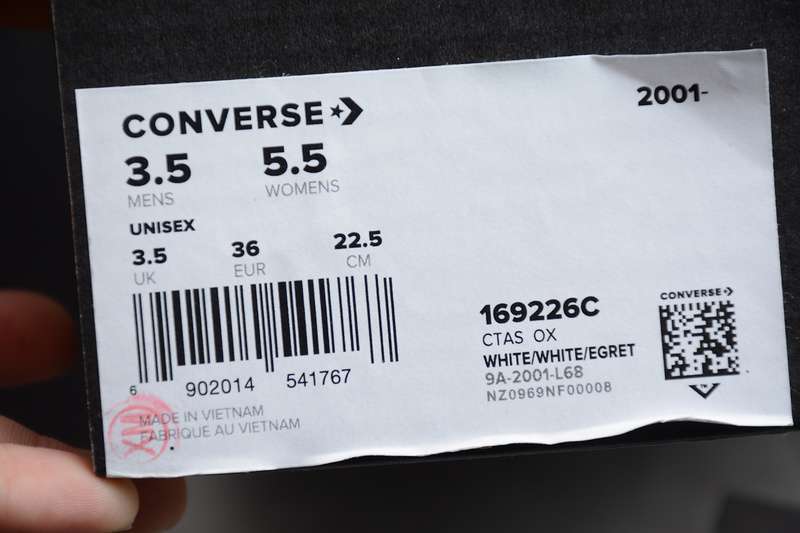 CONVERSE
2001-
3.5 5.5
MENS WOMENS
UNISEX
3.5 36 22.5
UK EUR CM
6 902014 541767
MADE IN VIETNAM
FABRIQUE AU VIETNAM
169226C
CTAS OX
WHITE/WHITE/EGRET
9A-2001-L68
NZ0969NF00008
CONVERSE